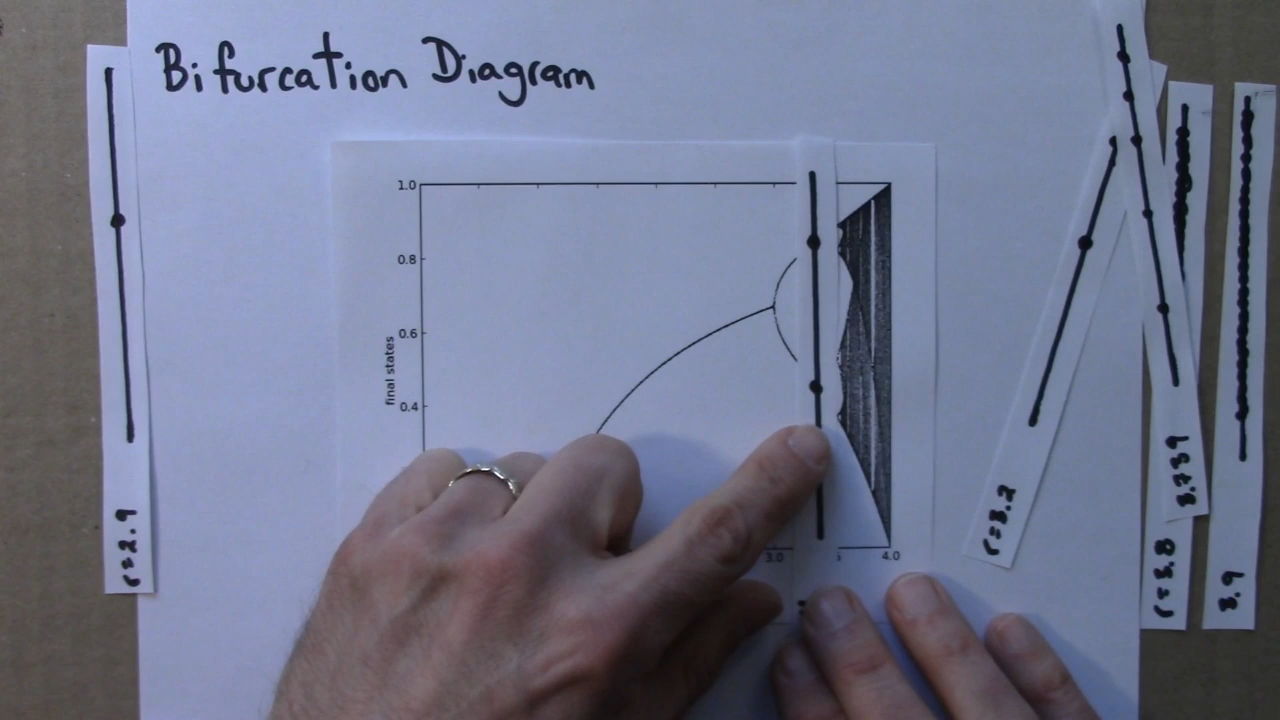 Bifurcation Diagram
1.0
0.8
0.6
0.4
final states
3.0
4.0
r=2.9
r=3.2
3.739
r=3.8
3.9